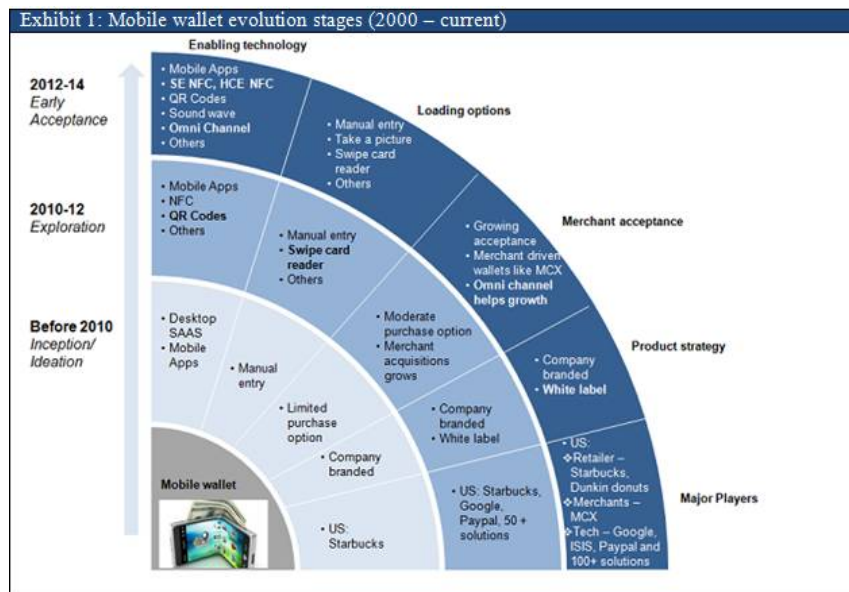 Exhibit 1: Mobile wallet evolution stages (2000 – current)
Enabling technology
2012-14
Early
Acceptance
• Mobile Apps
• SE NFC, HCE NFC
• QR Codes
• Sound wave
• Omni Channel
• Others
Loading options
• Manual entry
• Take a picture
• Swipe card
reader
• Others
Merchant acceptance
• Growing
acceptance
• Merchant driven
wallets like MCX
• Omni channel
helps growth
Product strategy
• Company
branded
• White label
Major Players
• US:
❖Retailer –
Starbucks,
Dunkin donuts
❖Merchants –
MCX
❖Tech – Google,
ISIS, Paypal and
100+ solutions
2010-12
Exploration
• Mobile Apps
• NFC
• QR Codes
• Others
• Manual entry
• Swipe card
reader
• Others
• Moderate
purchase option
• Merchant
acquisitions
grows
• Company
branded
• White label
• US: Starbucks,
Google,
Paypal, 50 +
solutions
Before 2010
Inception/
Ideation
• Desktop
SAAS
• Mobile
Apps
• Manual
entry
• Limited
purchase
option
• Company
branded
• US:
Starbucks
Mobile wallet